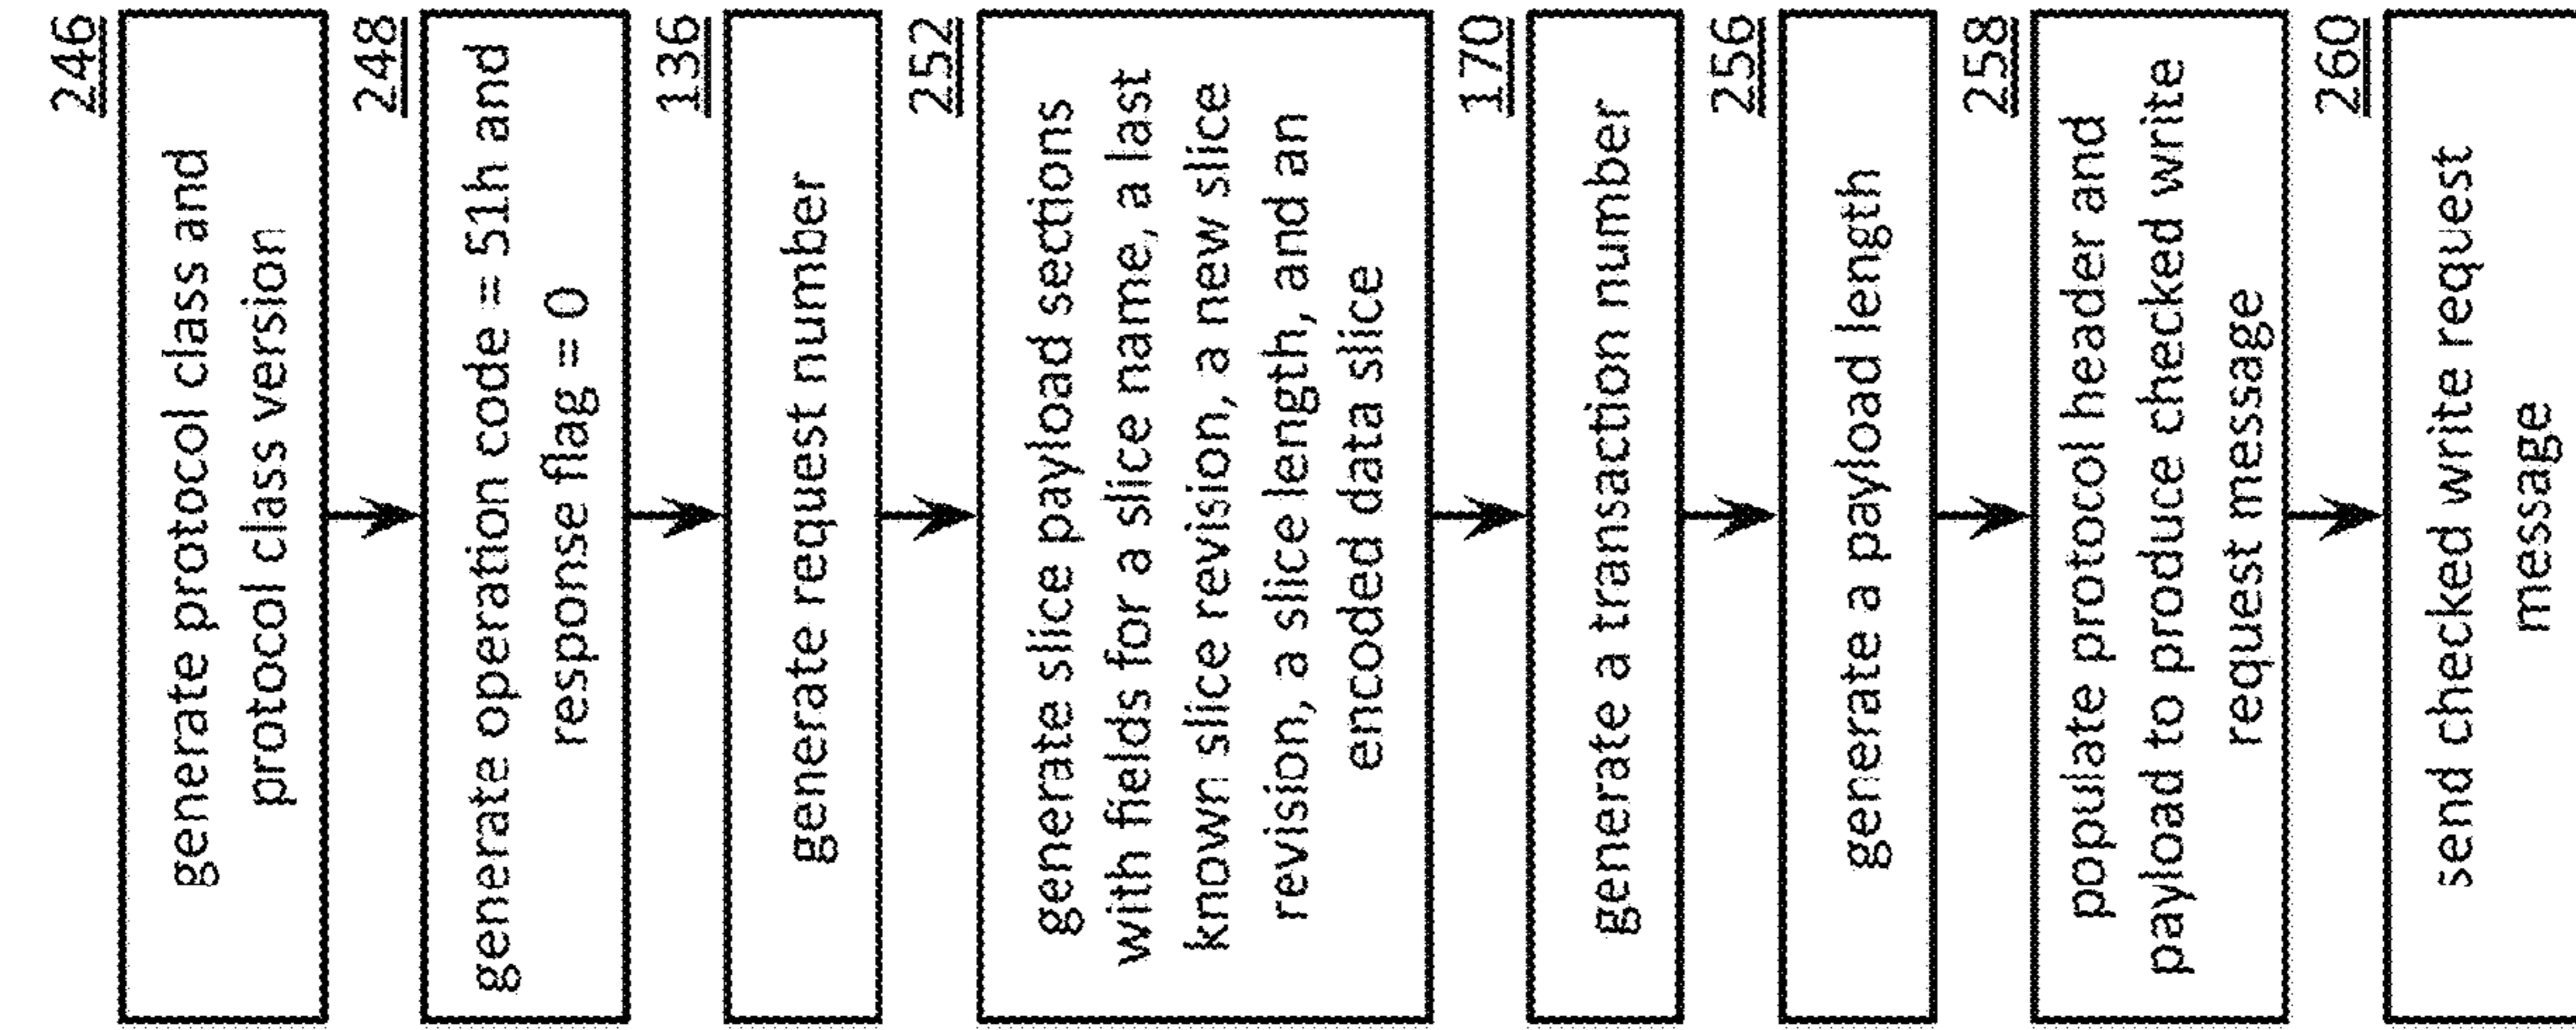 246
generate protocol class and
protocol class version
248
generate operation code = 51h and
response flag = 0
136
generate request number
252
generate slice payload sections
with fields for a slice name, a last
known slice revision, a new slice
revision, a slice length, and an
encoded data slice
170
generate a transaction number
256
generate a payload length
258
populate protocol header and
payload to produce checked write
request message
260
send checked write request
message